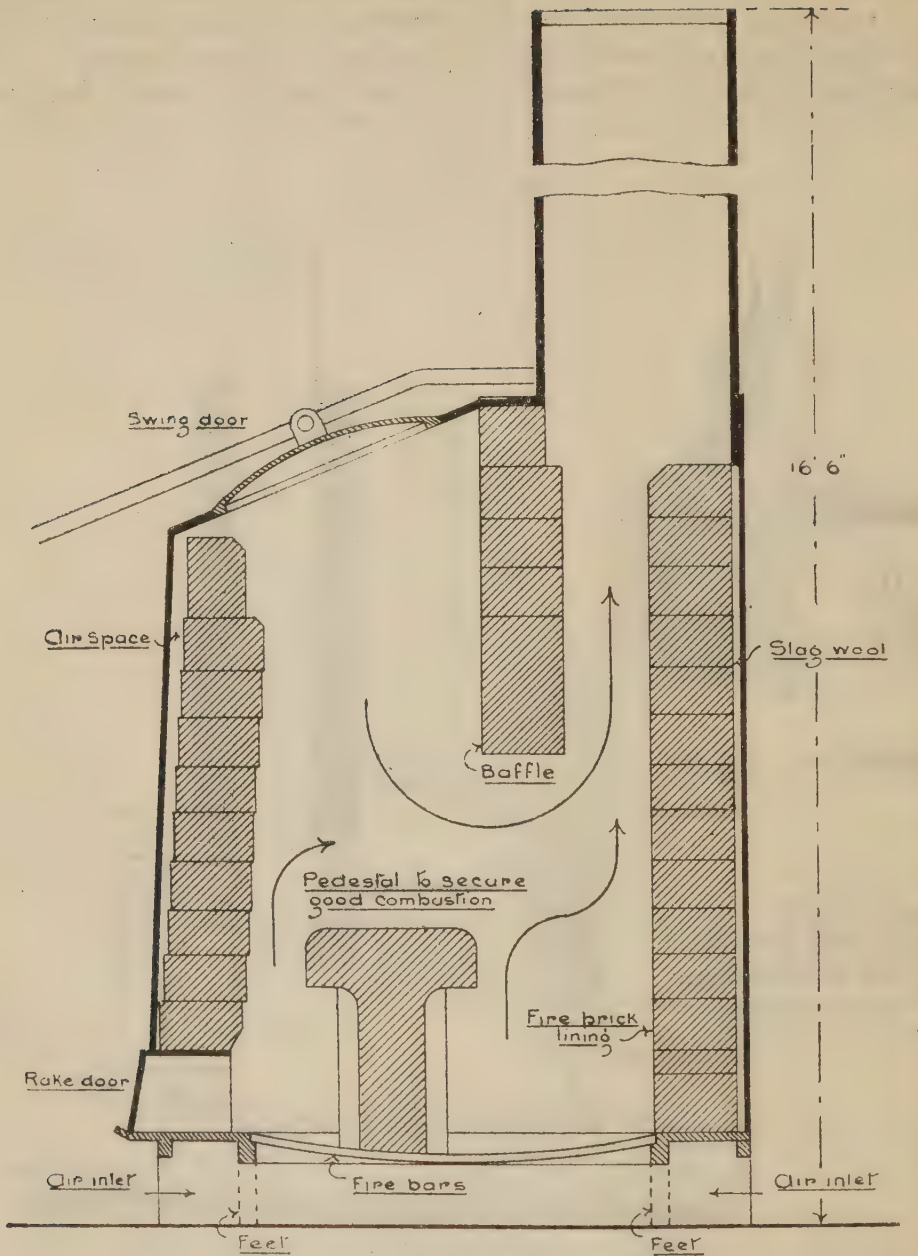 Swing door
16' 6"
Air space
Slag wool
Baffle
Pedestal to secure
good combustion
Fire brick
lining
Rake door
Air inlet
Fire bars
Air inlet
Feet
Feet